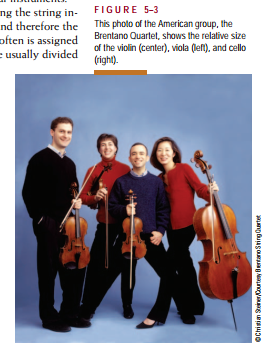 al instruments.
ng the string in-
nd therefore the
often is assigned
e usually divided
FIGURE 5–3
This photo of the American group, the
Brentano Quartet, shows the relative size
of the violin (center), viola (left), and cello
(right).
© Christian Steiner/Courtesy Brentano String Quartet